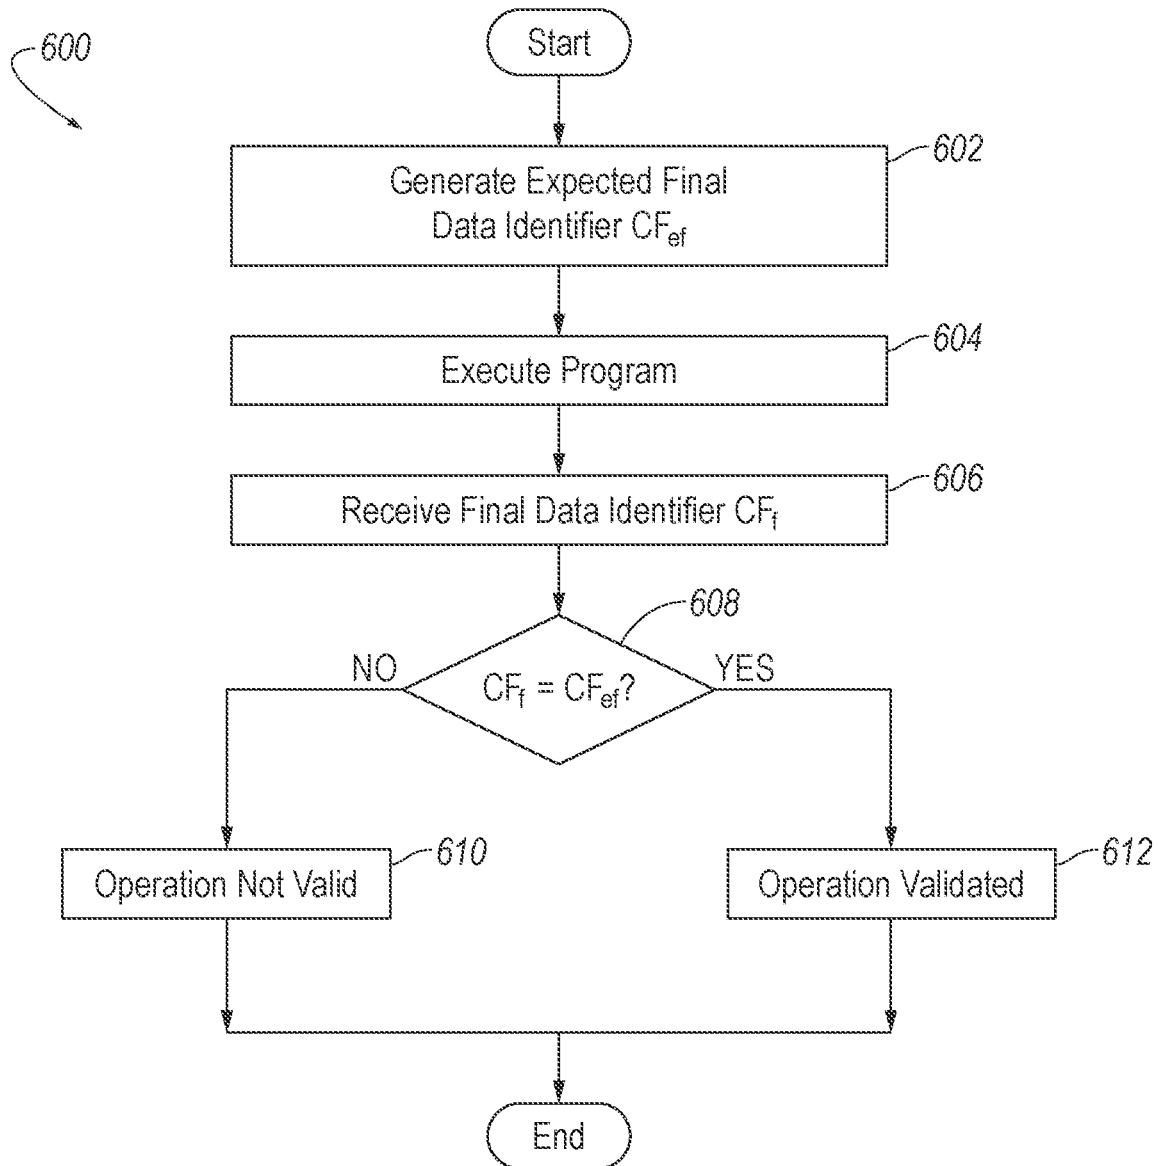 600
Start
602
Generate Expected Final
Data Identifier CFef
604
Execute Program
606
Receive Final Data Identifier CFf
608
NO
CFf = CFef?
YES
610
Operation Not Valid
612
Operation Validated
End